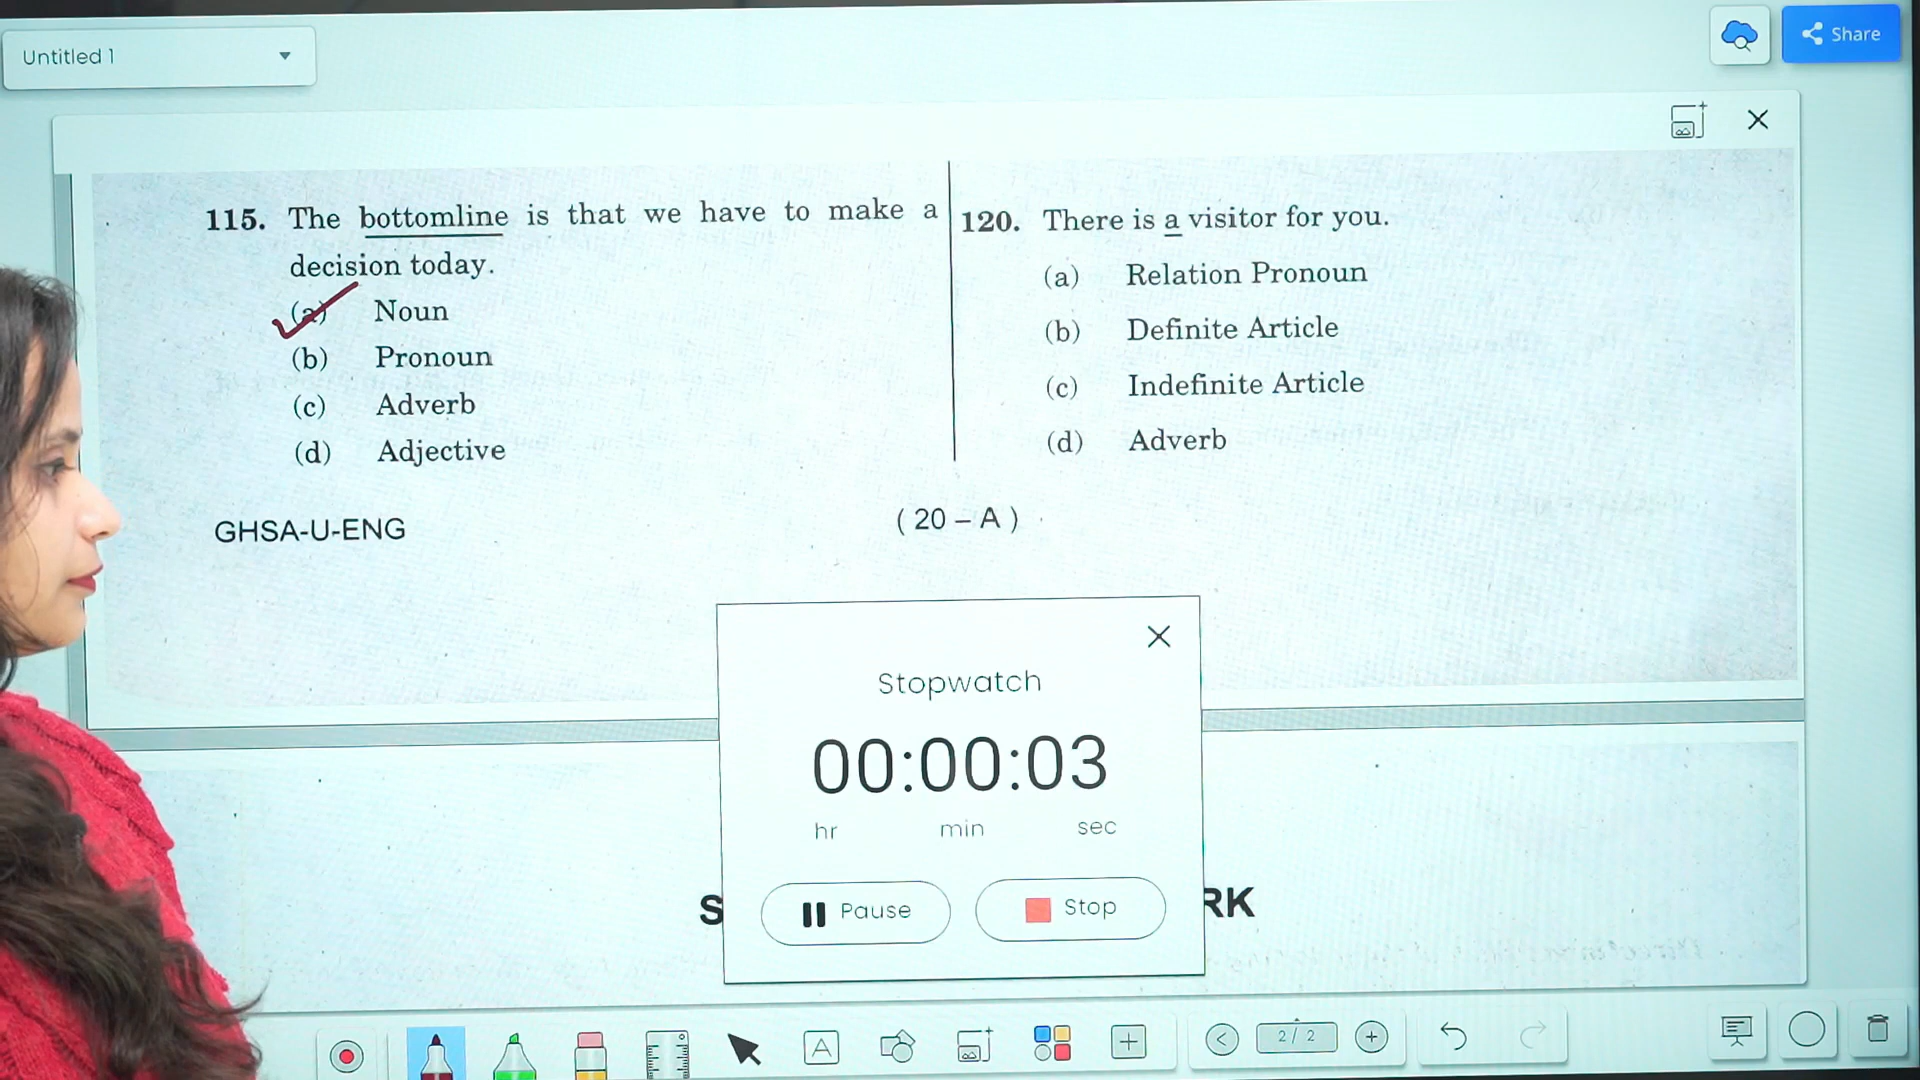 Untitled 1
Share
115. The bottomline is that we have to make a
decision today.
(a) Noun
(b) Pronoun
(c) Adverb
(d) Adjective
120. There is a visitor for you.
(a) Relation Pronoun
(b) Definite Article
(c) Indefinite Article
(d) Adverb
GHSA-U-ENG
( 20 – A )
Stopwatch
00:00:03
hr min sec
Pause Stop
S
RK
A
2 / 2